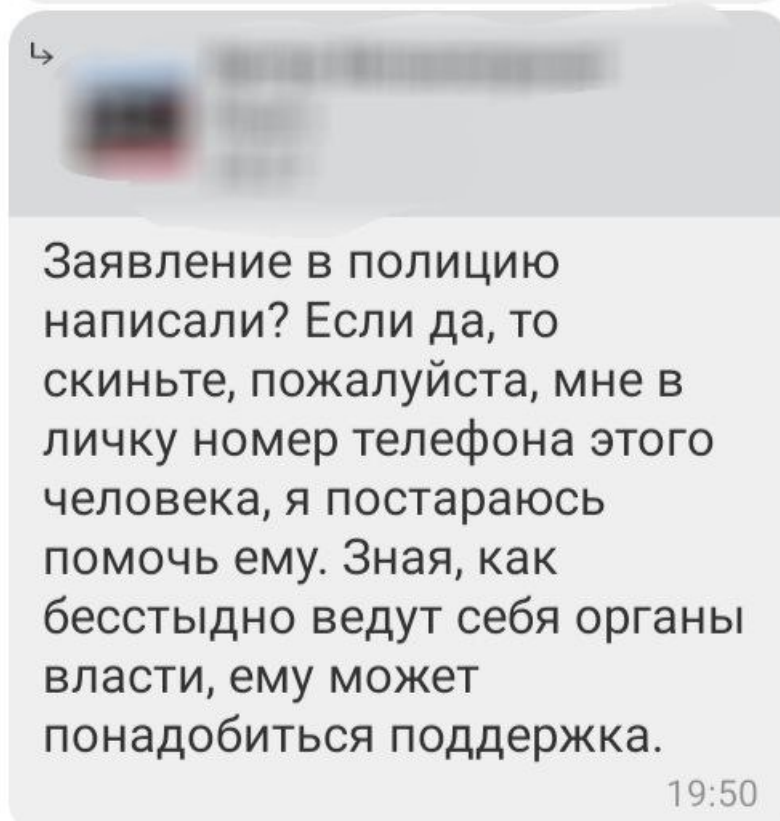 Заявление в полицию
написали? Если да, то
скиньте, пожалуйста, мне в
личку номер телефона этого
человека, я постараюсь
помочь ему. Зная, как
бесстыдно ведут себя органы
власти, ему может
понадобиться поддержка.
19:50